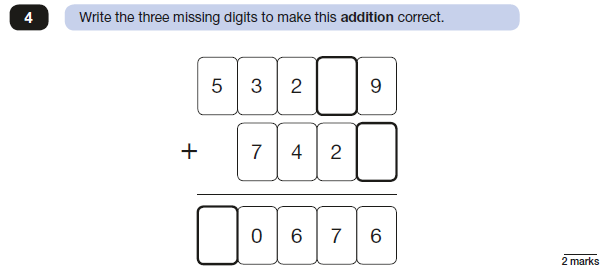 4 Write the three missing digits to make this addition correct.
5 3 2 9
+ 7 4 2
0 6 7 6
2 marks